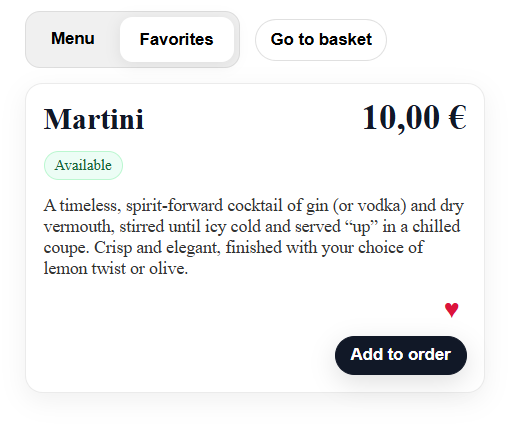 Menu Favorites Go to basket
Martini 10,00 €
Available
A timeless, spirit-forward cocktail of gin (or vodka) and dry
vermouth, stirred until icy cold and served “up” in a chilled
coupe. Crisp and elegant, finished with your choice of
lemon twist or olive.
♥
Add to order